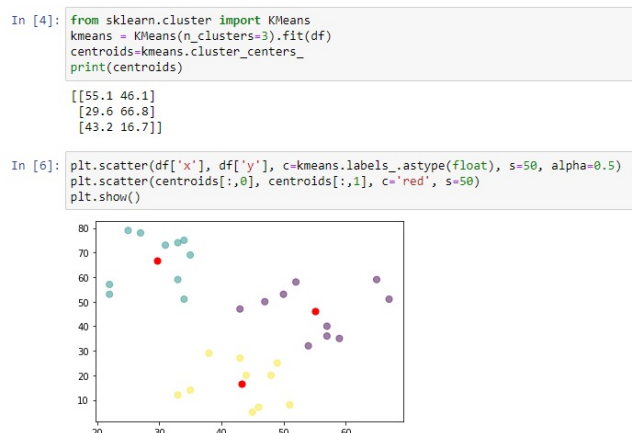 In [4]: from sklearn.cluster import KMeans
kmeans = KMeans(n_clusters=3).fit(df)
centroids=kmeans.cluster_centers_
print(centroids)
[[55.1 46.1]
[29.6 66.8]
[43.2 16.7]]
In [6]: plt.scatter(df['x'], df['y'], c=kmeans.labels_.astype(float), s=50, alpha=0.5)
plt.scatter(centroids[:,0], centroids[:,1], c='red', s=50)
plt.show()
80
70
60
50
40
30
20
10
20 30 40 50 60